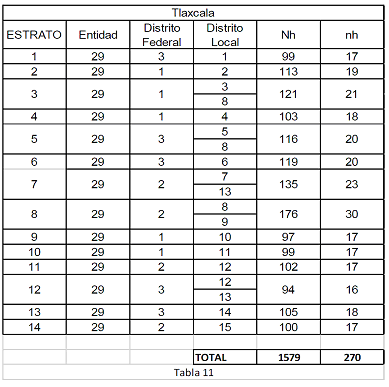 Tlaxcala
ESTRATO Entidad Distrito Federal Distrito Local Nh nh
1 29 3 1 99 17
2 29 1 2 113 19
3 29 1 3 8 121 21
4 29 1 4 103 18
5 29 3 5 8 116 20
6 29 3 6 119 20
7 29 2 7 13 135 23
8 29 2 8 9 176 30
9 29 1 10 97 17
10 29 1 11 99 17
11 29 2 12 102 17
12 29 3 12 13 94 16
13 29 3 14 105 18
14 29 2 15 100 17
TOTAL 1579 270
Tabla 11